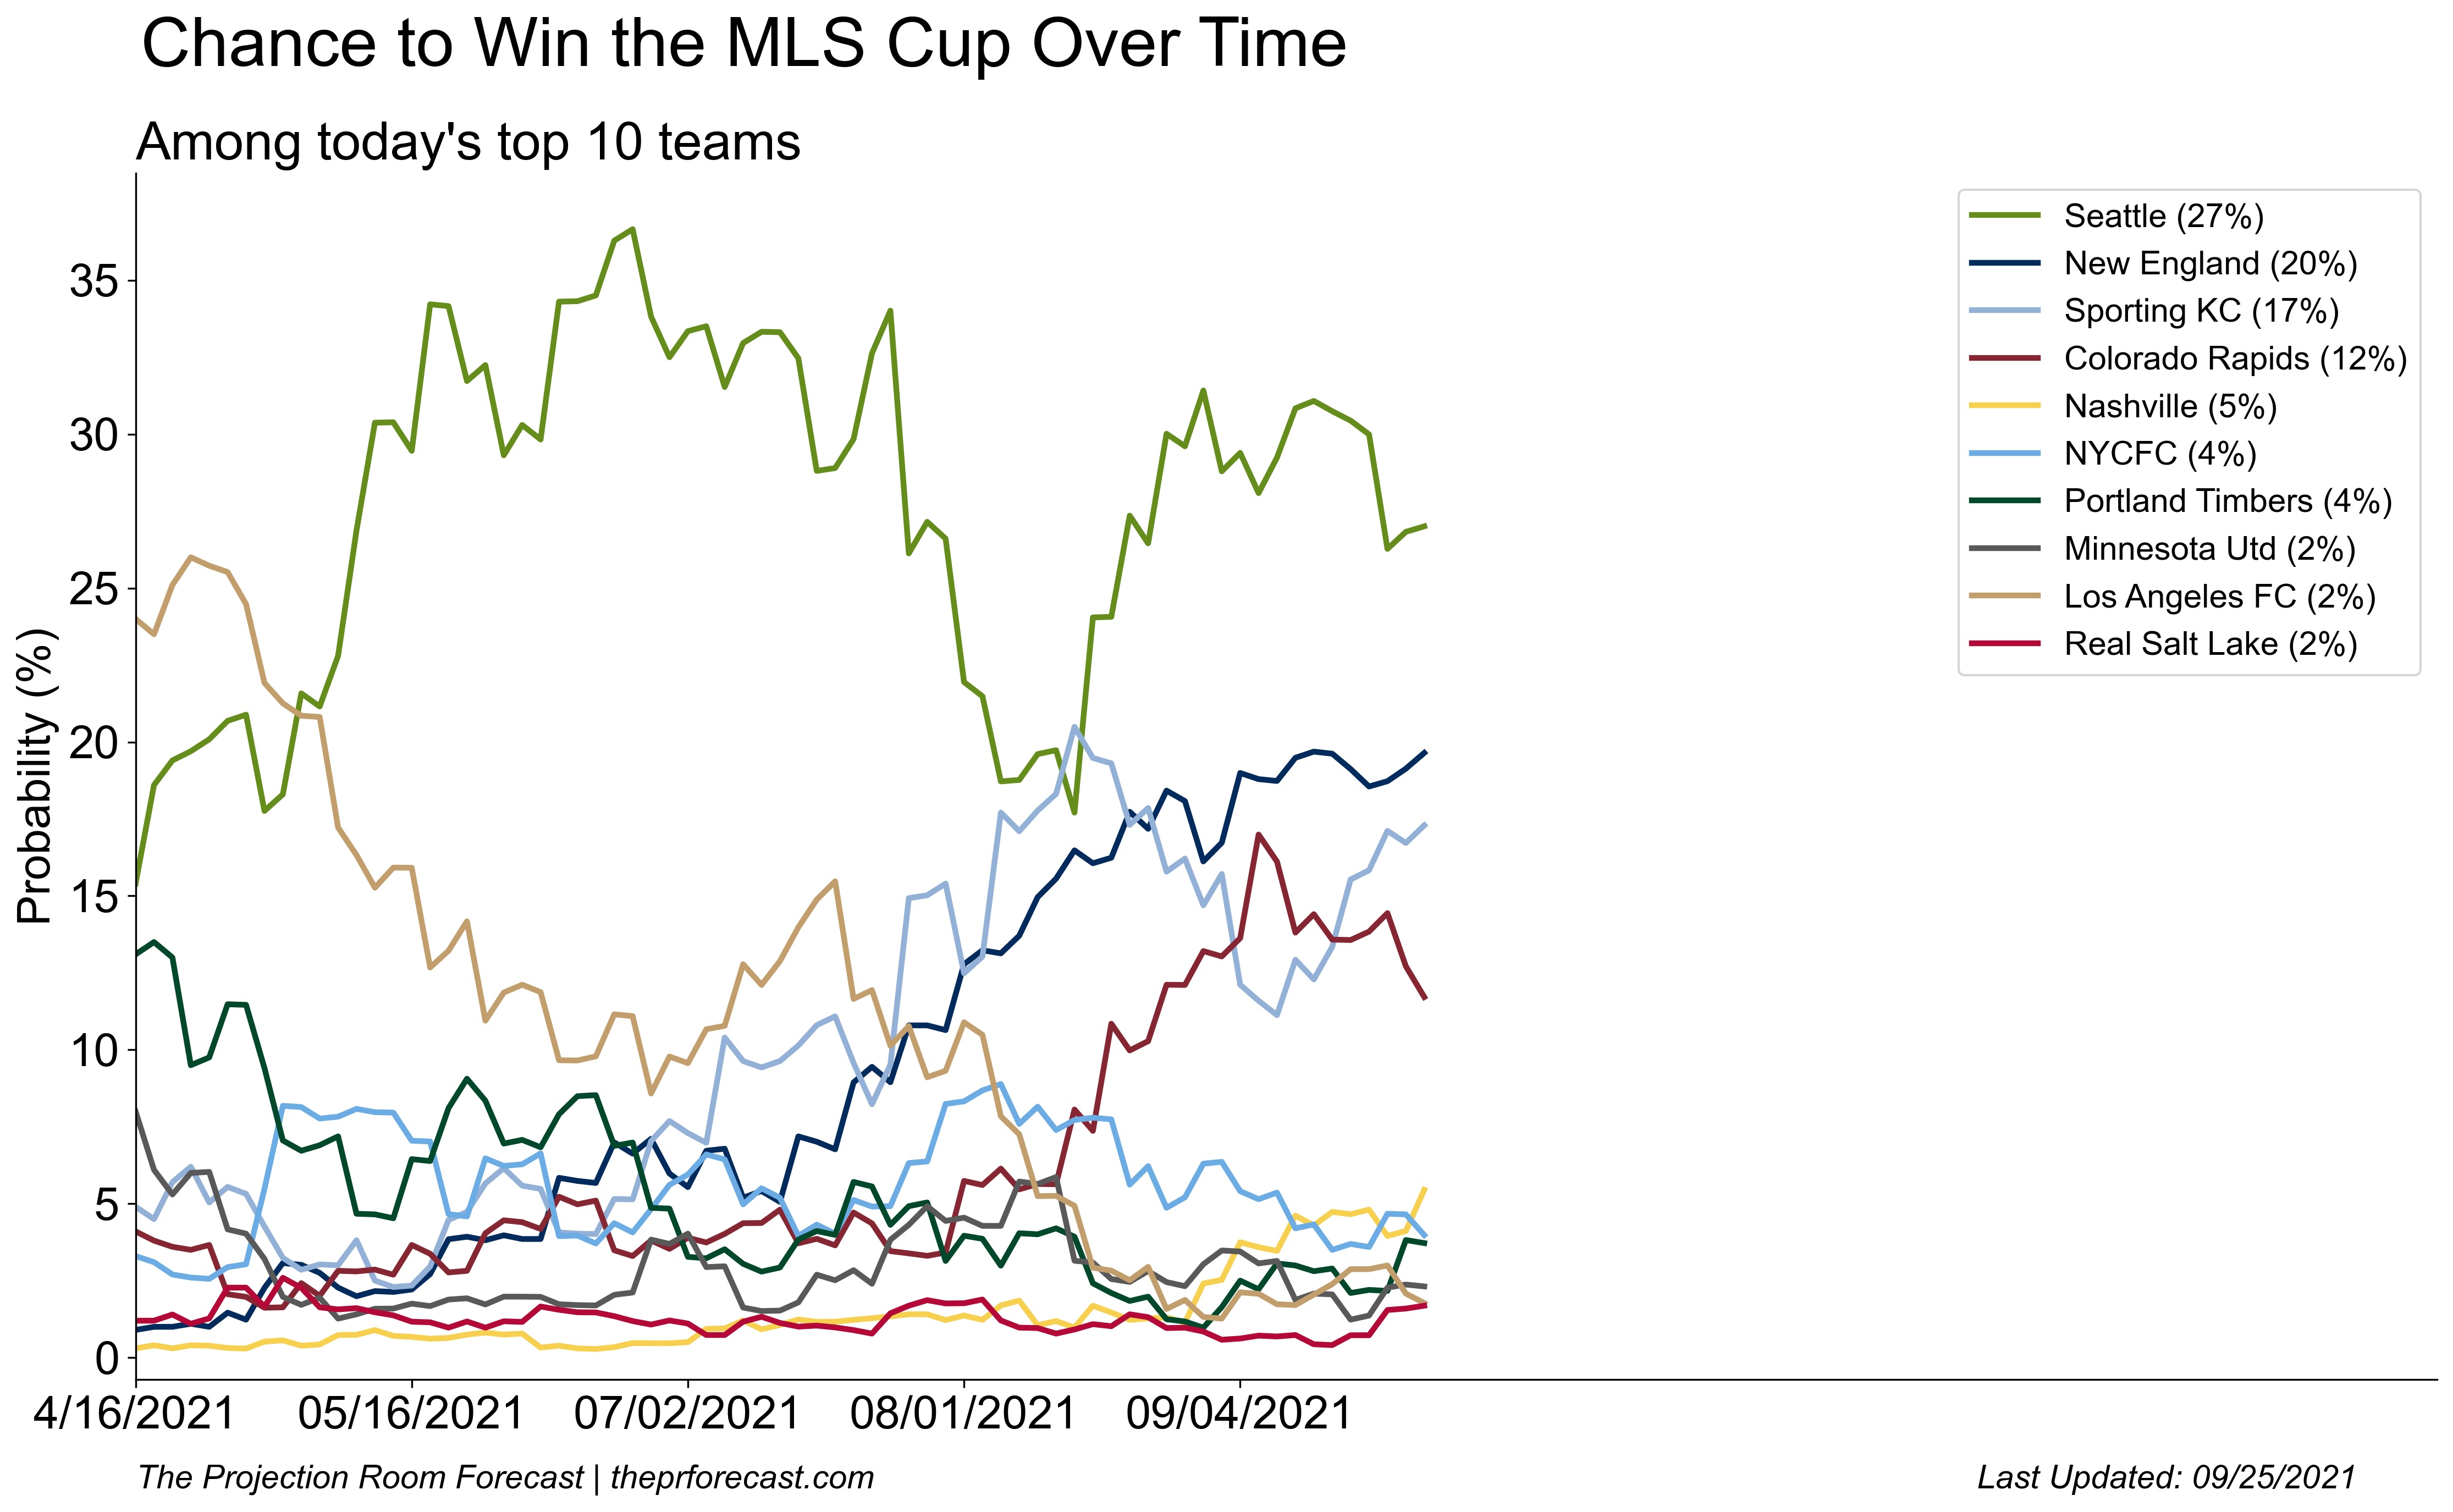 Chance to Win the MLS Cup Over Time
Among today's top 10 teams
Probability (%)
35
30
25
20
15
10
5
0
4/16/2021 05/16/2021 07/02/2021 08/01/2021 09/04/2021
Seattle (27%)
New England (20%)
Sporting KC (17%)
Colorado Rapids (12%)
Nashville (5%)
NYCFC (4%)
Portland Timbers (4%)
Minnesota Utd (2%)
Los Angeles FC (2%)
Real Salt Lake (2%)
The Projection Room Forecast | theprforecast.com
Last Updated: 09/25/2021